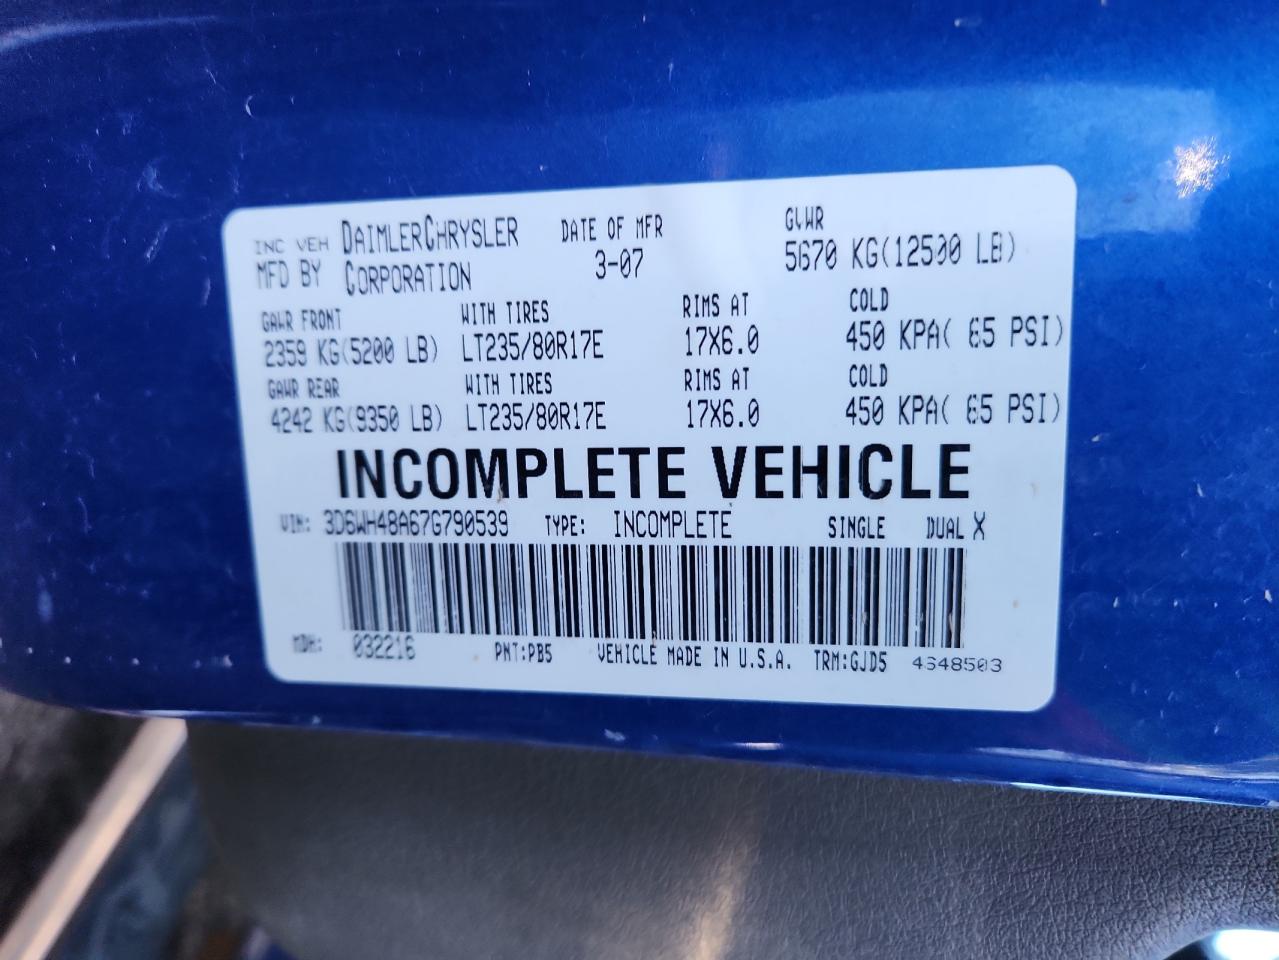 INC VEH MFD BY DAIMLERCHRYSLER CORPORATION
DATE OF MFR 3-07
GVWR 5670 KG(12500 LB)
GAWR FRONT WITH TIRES RIMS AT COLD
2359 KG(5200 LB) LT235/80R17E 17X6.0 450 KPA( 65 PSI)
GAWR REAR WITH TIRES RIMS AT COLD
4242 KG(9350 LB) LT235/80R17E 17X6.0 450 KPA( 65 PSI)
INCOMPLETE VEHICLE
VIN: 3D6WH48A67G790539 TYPE: INCOMPLETE SINGLE DUAL X
MDH: 032216 PNT:PB5 VEHICLE MADE IN U.S.A. TRM:GJD5 4648503